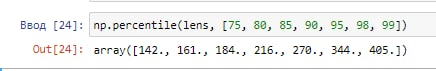 Ввод [24]: np.percentile(lens, [75, 80, 85, 90, 95, 98, 99])
Out[24]: array([142., 161., 184., 216., 270., 344., 405.])